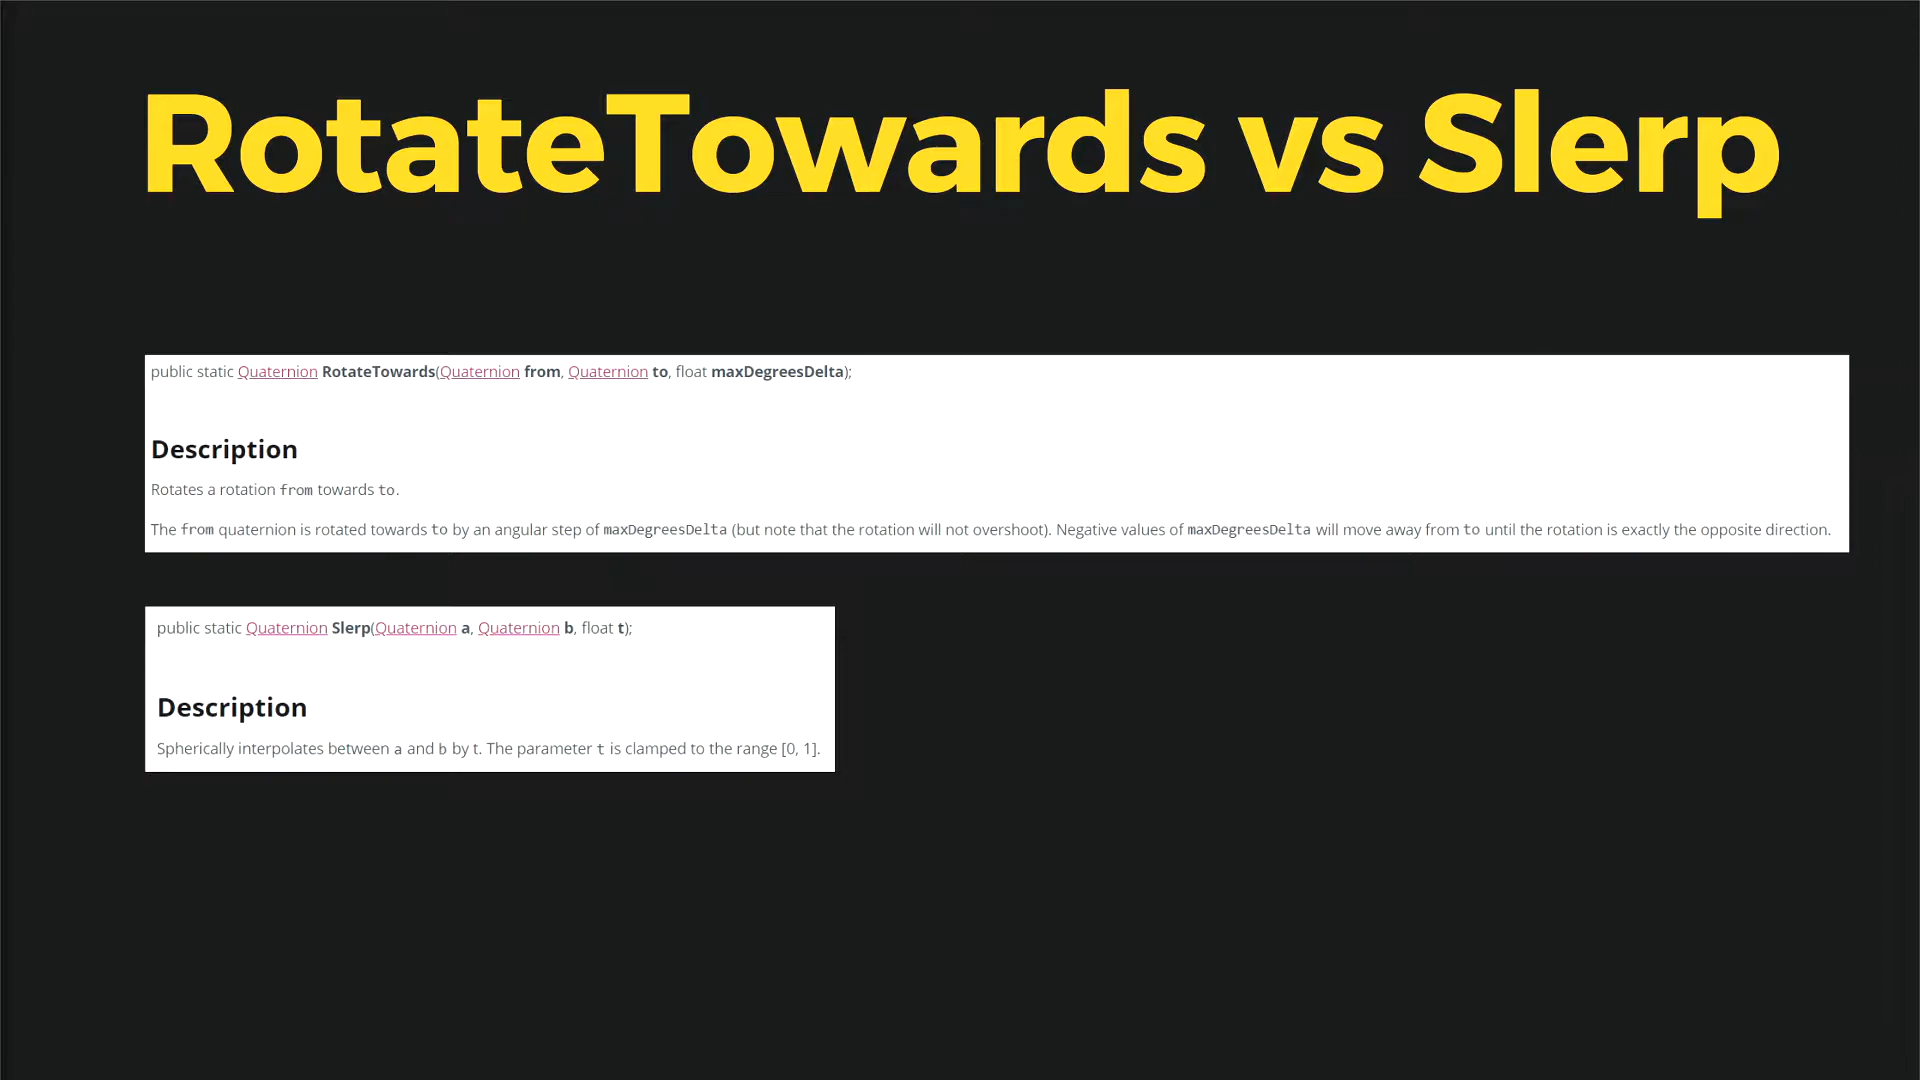 RotateTowards vs Slerp
public static Quaternion RotateTowards(Quaternion from, Quaternion to, float maxDegreesDelta);
Description
Rotates a rotation from towards to.
The from quaternion is rotated towards to by an angular step of maxDegreesDelta (but note that the rotation will not overshoot). Negative values of maxDegreesDelta will move away from to until the rotation is exactly the opposite direction.
public static Quaternion Slerp(Quaternion a, Quaternion b, float t);
Description
Spherically interpolates between a and b by t. The parameter t is clamped to the range [0, 1].